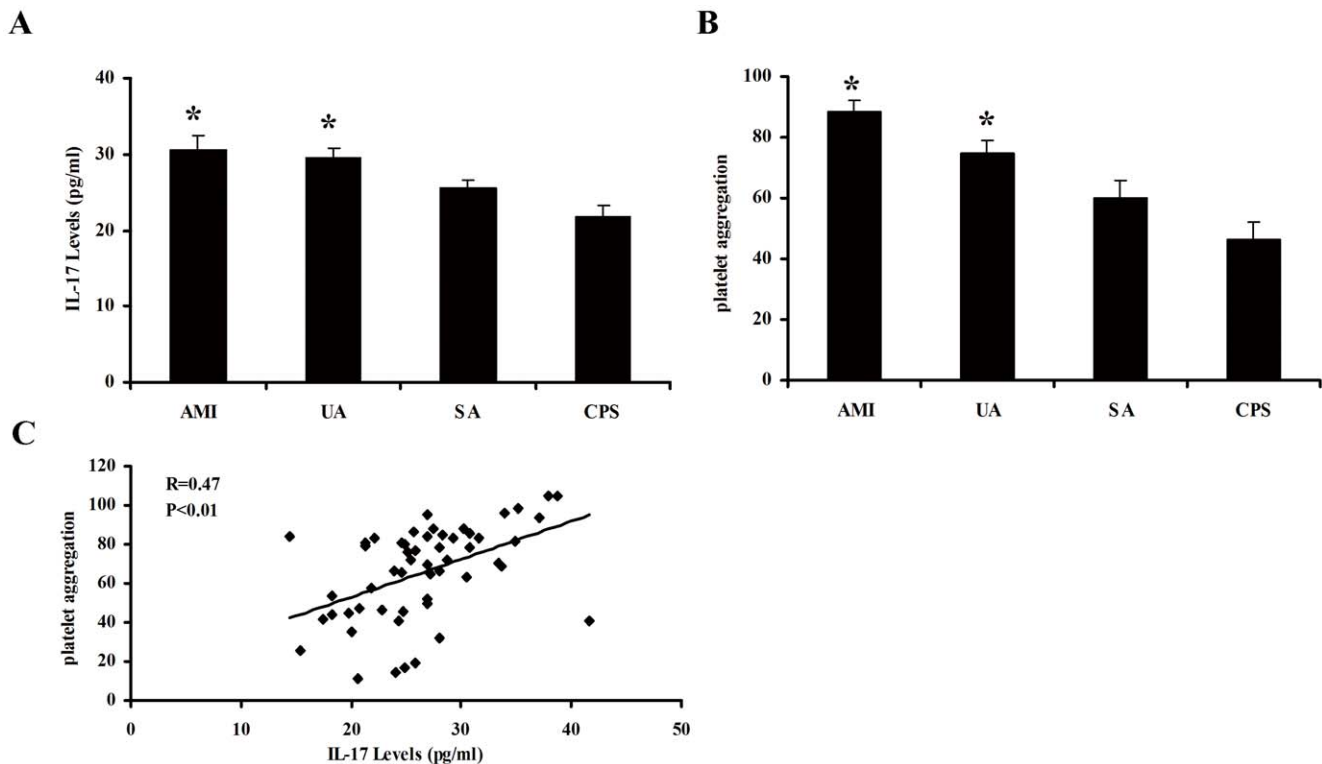 A
IL-17 Levels (pg/ml)
40
30
20
10
0
*
*
AMI UA SA CPS
B
platelet aggregation
100
80
60
40
20
0
*
*
AMI UA SA CPS
C
platelet aggregation
120
100
80
60
40
20
0
R=0.47
P<0.01
0 10 20 30 40 50
IL-17 Levels (pg/ml)